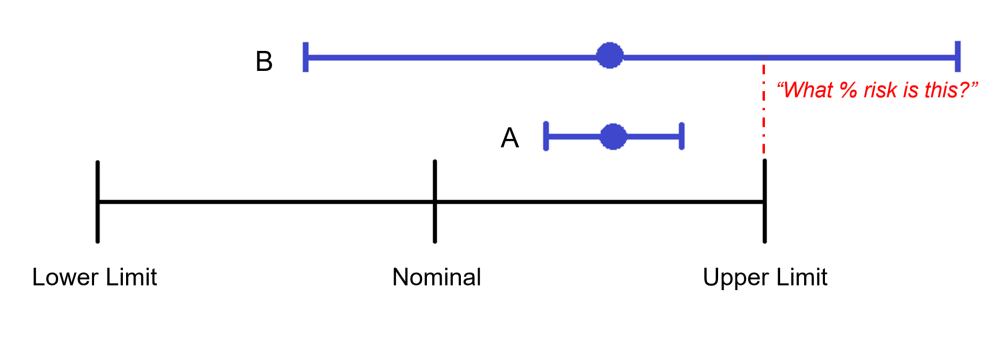 B
“What % risk is this?”
A
Lower Limit
Nominal
Upper Limit